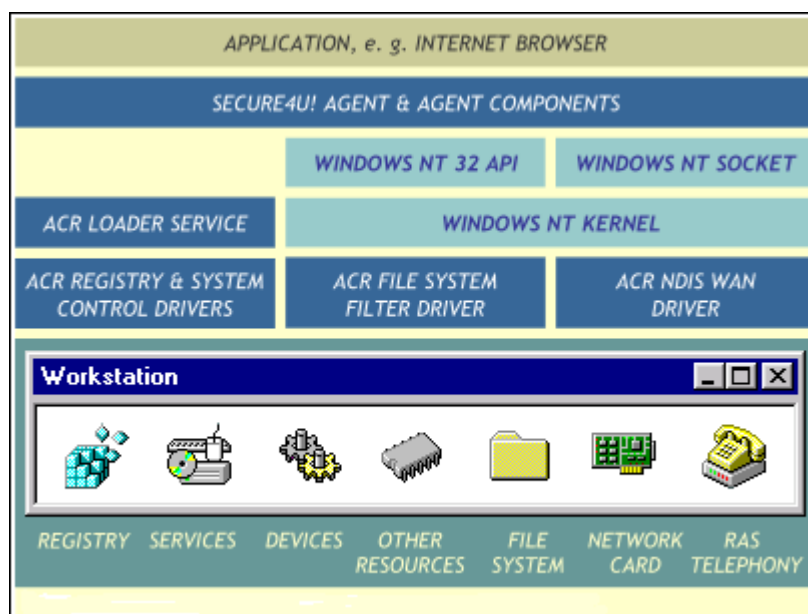 APPLICATION, e. g. INTERNET BROWSER
SECURE4U! AGENT & AGENT COMPONENTS
WINDOWS NT 32 API
WINDOWS NT SOCKET
ACR LOADER SERVICE
WINDOWS NT KERNEL
ACR REGISTRY & SYSTEM
CONTROL DRIVERS
ACR FILE SYSTEM
FILTER DRIVER
ACR NDIS WAN
DRIVER
Workstation
REGISTRY
SERVICES
DEVICES
OTHER
RESOURCES
FILE
SYSTEM
NETWORK
CARD
RAS
TELEPHONY